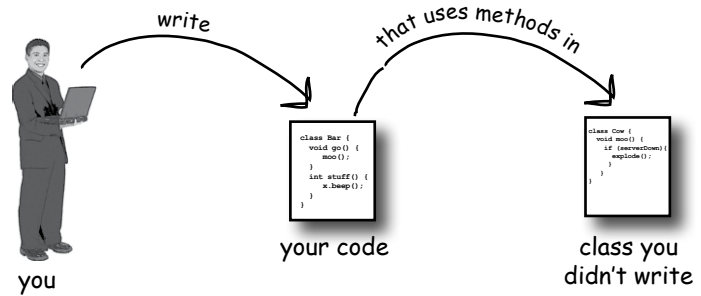 write
that uses methods in
class Bar {
void go() {
moo();
}
int stuff() {
x.beep();
}
}
class Cow {
void moo() {
if (serverDown){
explode();
}
}
}
you
your code
class you
didn't write